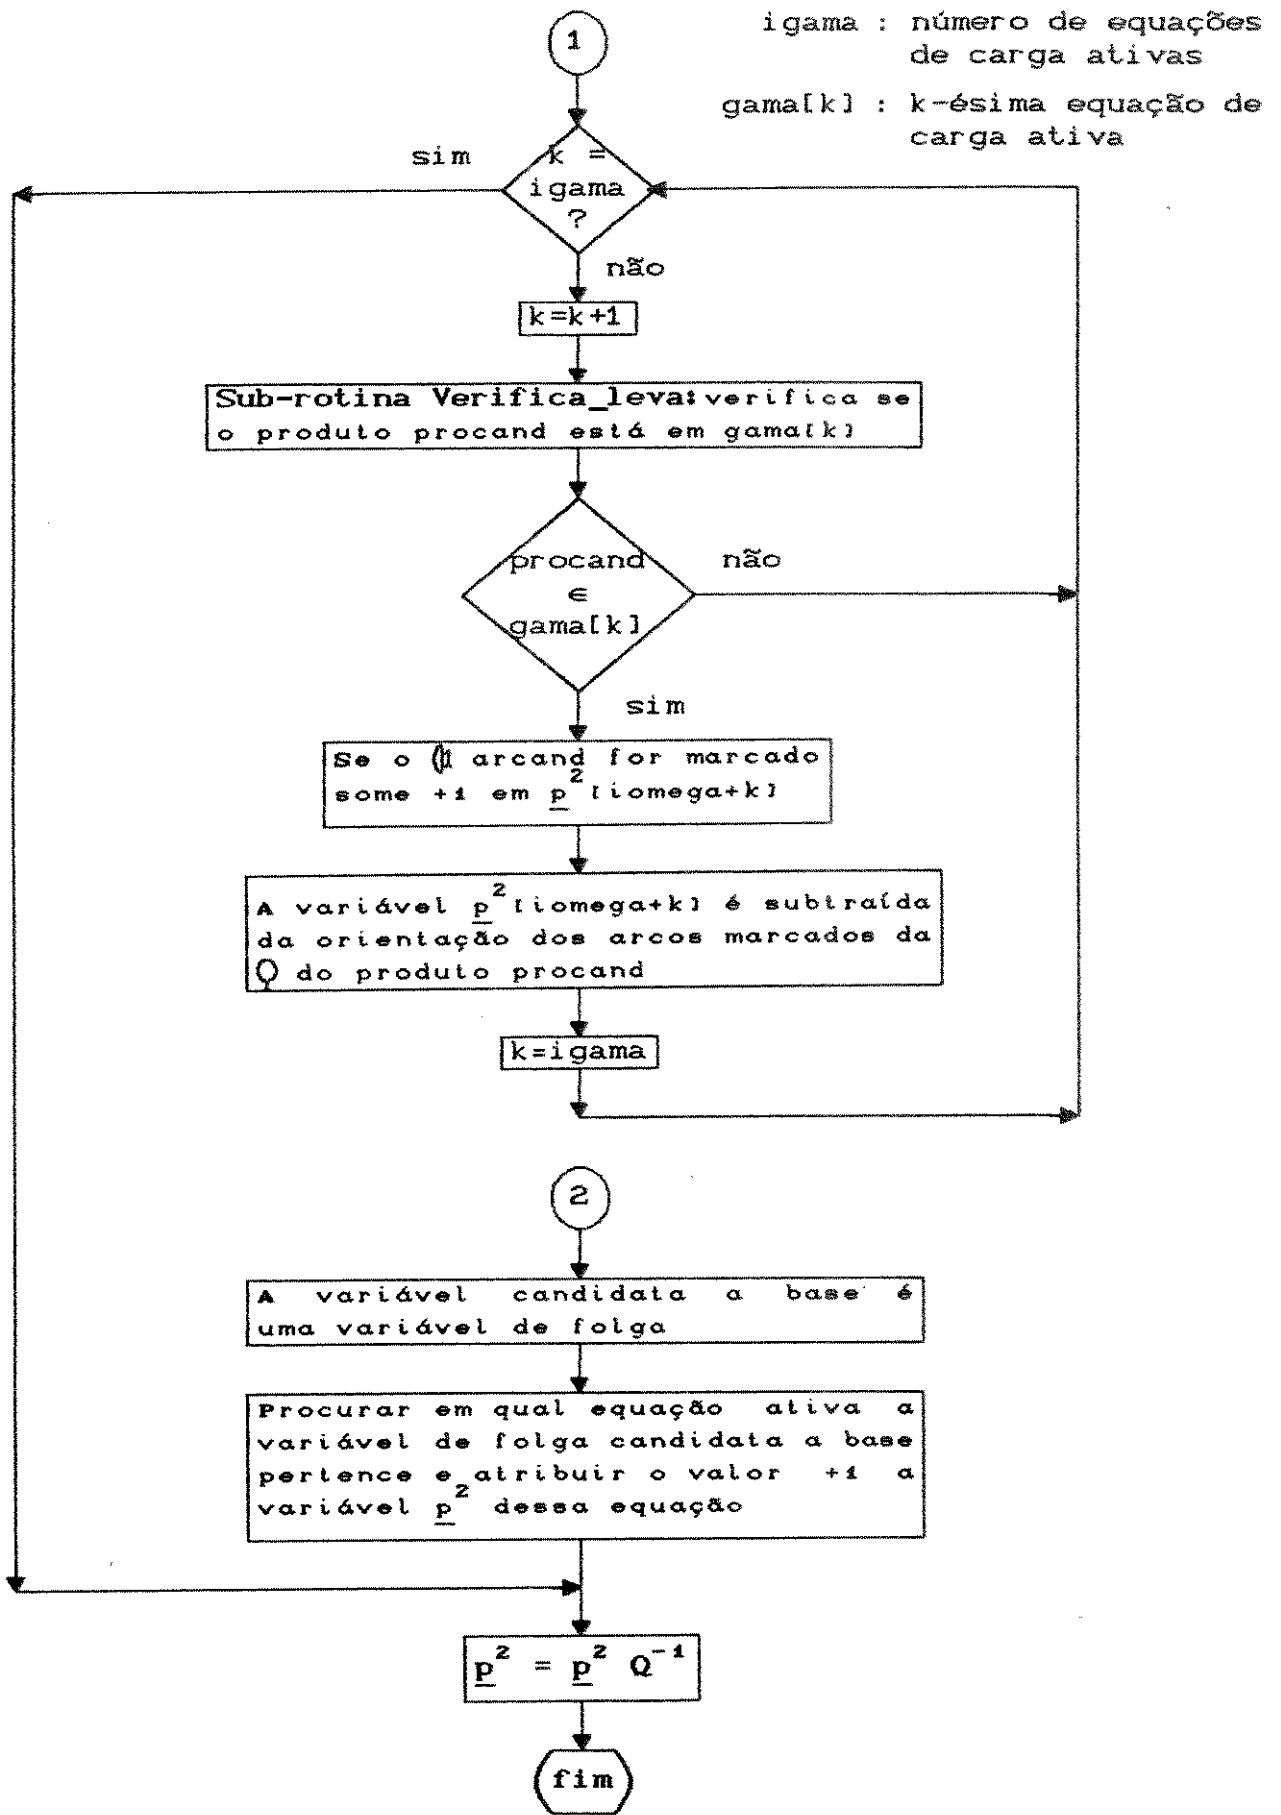 1
igama : número de equações
de carga ativas
gama[k] : k-ésima equação de
carga ativa
sim
k =
igama
?
não
k=k+1
Sub-rotina Verifica_leva: verifica se
o produto procand está em gama[k]
procand
∈
gama[k]
não
sim
Se o arcand for marcado
some +1 em p² [iomega+k]
A variável p² [iomega+k] é subtraída
da orientação dos arcos marcados da
do produto procand
k=igama
2
A variável candidata a base é
uma variável de folga
Procurar em qual equação ativa a
variável de folga candidata a base
pertence e atribuir o valor +1 a
variável p² dessa equação
p² = p² Q⁻¹
fim